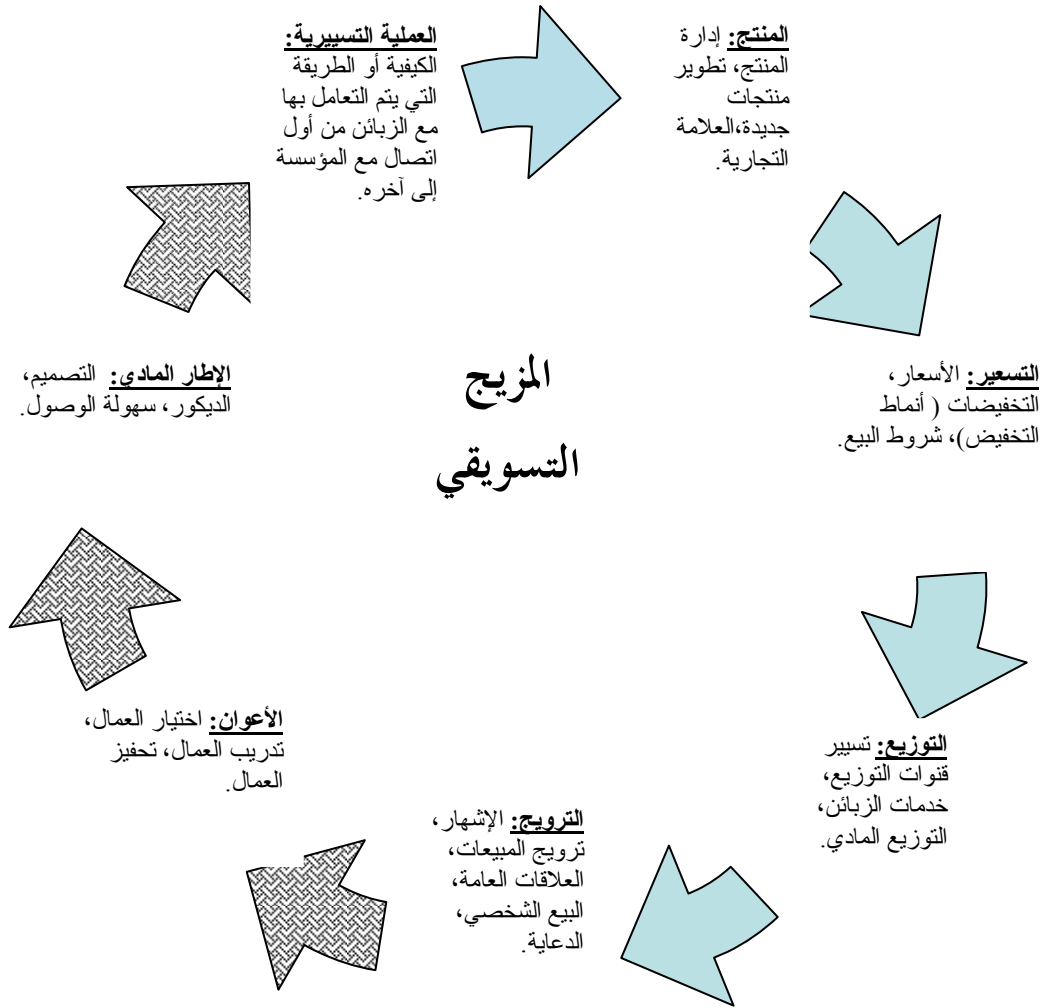 العملية التسييرية:
الكيفية أو الطريقة
التي يتم التعامل بها
مع الزبائن من أول
اتصال مع المؤسسة
إلى آخره.
المنتج: إدارة
المنتج، تطوير
منتجات
جديدة،العلامة
التجارية.
التسعير: الأسعار،
التخفيضات ( أنماط
التخفيض)، شروط البيع.
التوزيع: تسيير
قنوات التوزيع،
خدمات الزبائن،
التوزيع المادي.
الترويج: الإشهار،
ترويج المبيعات،
العلاقات العامة،
البيع الشخصي،
الدعاية.
الأعوان: اختيار العمال،
تدريب العمال، تحفيز
العمال.
الإطار المادي: التصميم،
الديكور، سهولة الوصول.
المزيج
التسويقي